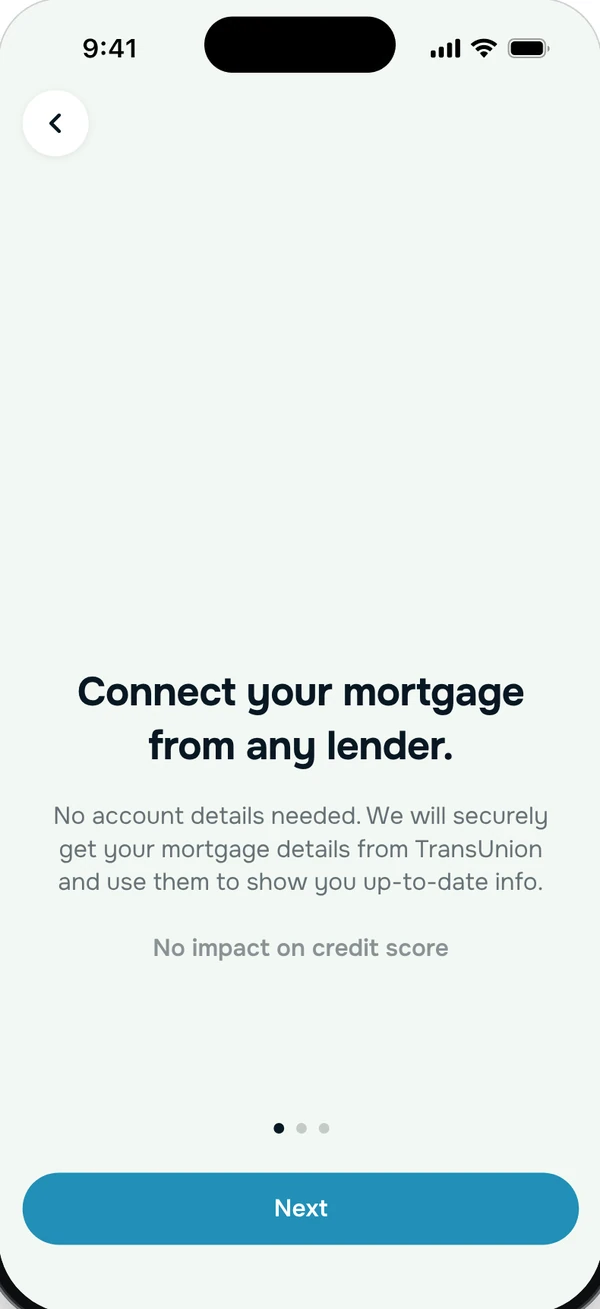 9:41
Connect your mortgage
from any lender.
No account details needed. We will securely
get your mortgage details from TransUnion
and use them to show you up-to-date info.
No impact on credit score
Next